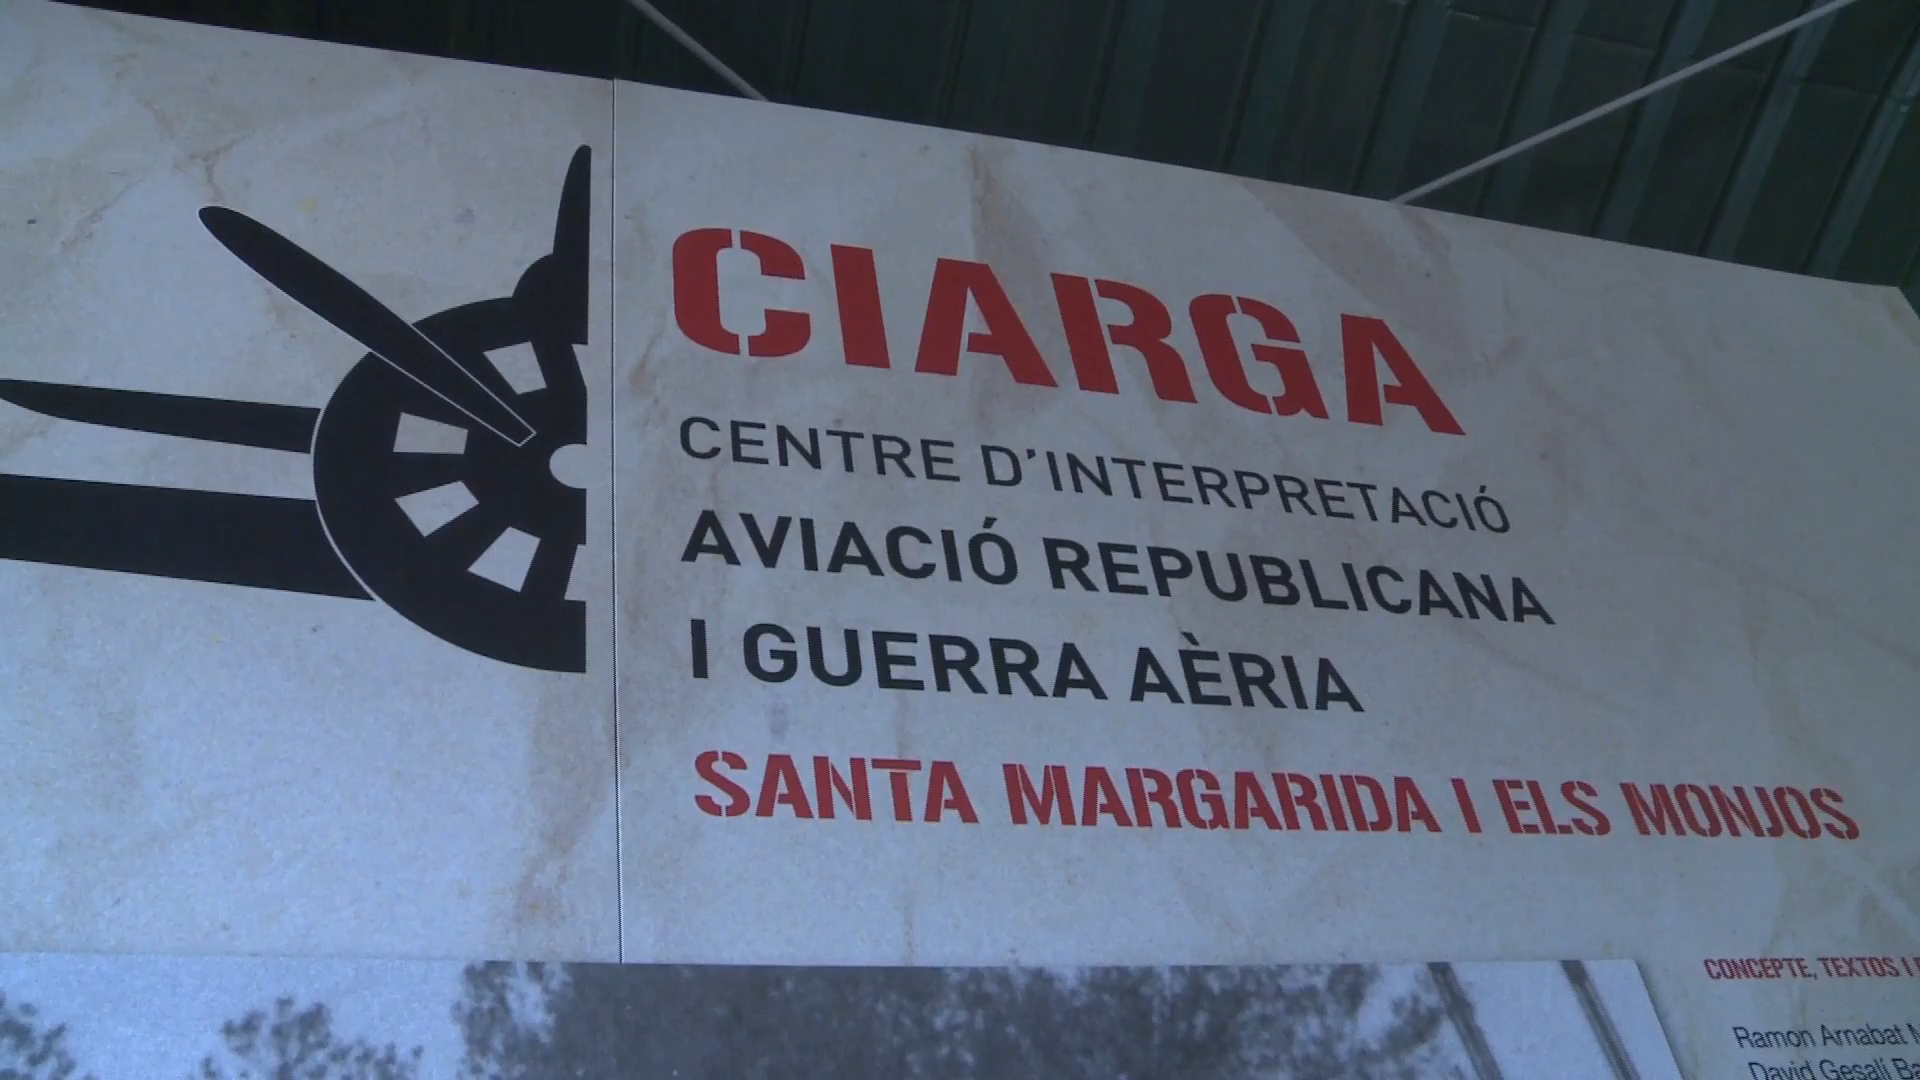 CIARGA
CENTRE D'INTERPRETACIÓ
AVIACIÓ REPUBLICANA
I GUERRA AÈRIA
SANTA MARGARIDA I ELS MONJOS
CONCEPTE, TEXTOS I
Ramon Arnabat
David Gesalí